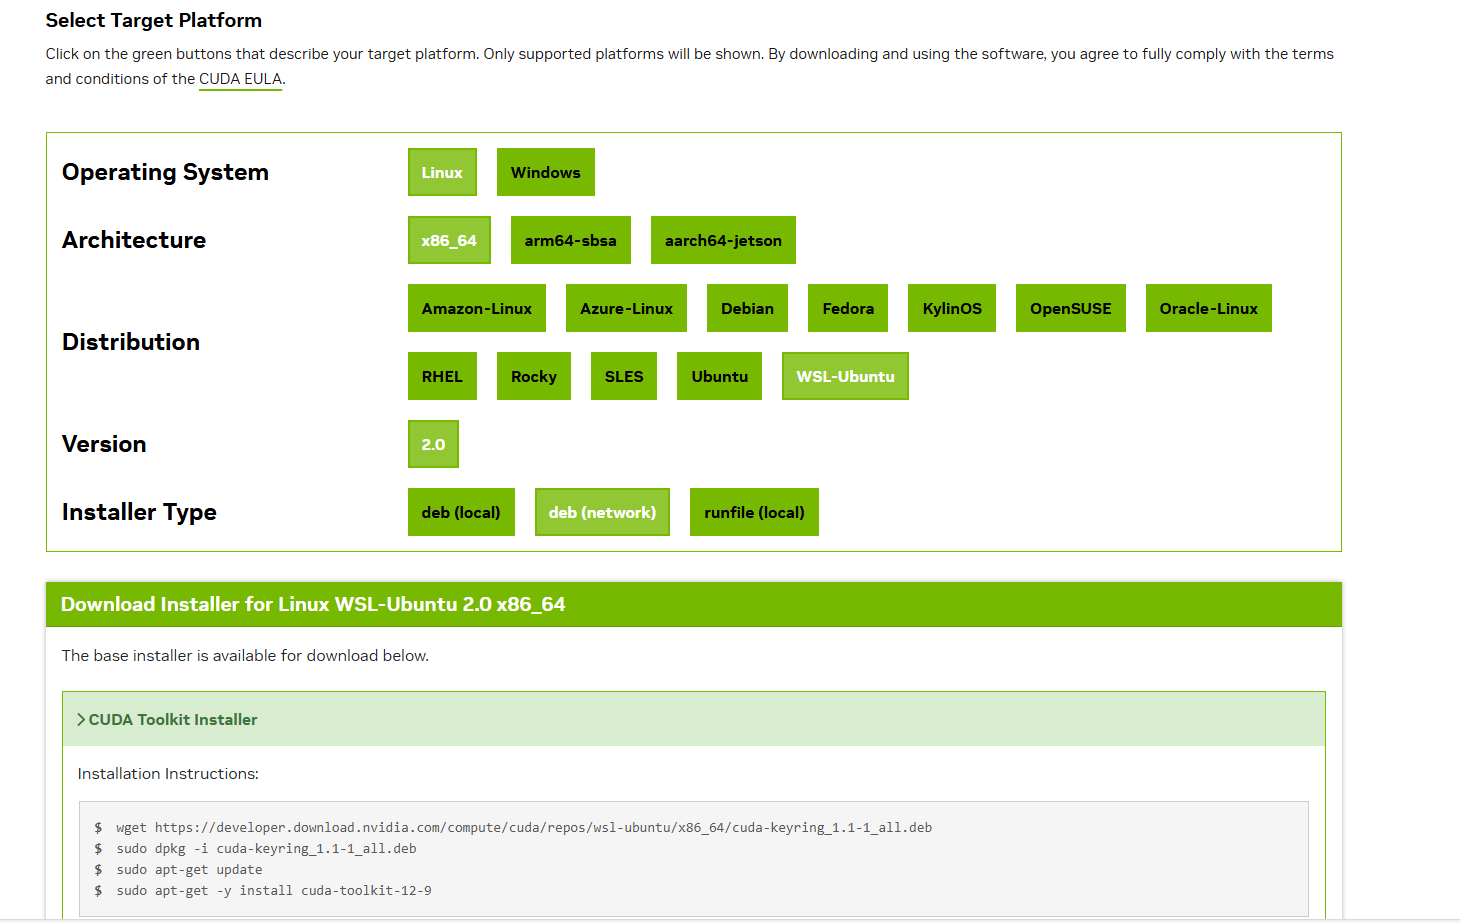 Select Target Platform
Click on the green buttons that describe your target platform. Only supported platforms will be shown. By downloading and using the software, you agree to fully comply with the terms
and conditions of the CUDA EULA.
Operating System
Linux Windows
Architecture
x86_64 arm64-sbsa aarch64-jetson
Distribution
Amazon-Linux Azure-Linux Debian Fedora KylinOS OpenSUSE Oracle-Linux
RHEL Rocky SLES Ubuntu WSL-Ubuntu
Version
2.0
Installer Type
deb (local) deb (network) runfile (local)
Download Installer for Linux WSL-Ubuntu 2.0 x86_64
The base installer is available for download below.
>CUDA Toolkit Installer
Installation Instructions:
$ wget https://developer.download.nvidia.com/compute/cuda/repos/wsl-ubuntu/x86_64/cuda-keyring_1.1-1_all.deb
$ sudo dpkg -i cuda-keyring_1.1-1_all.deb
$ sudo apt-get update
$ sudo apt-get -y install cuda-toolkit-12-9